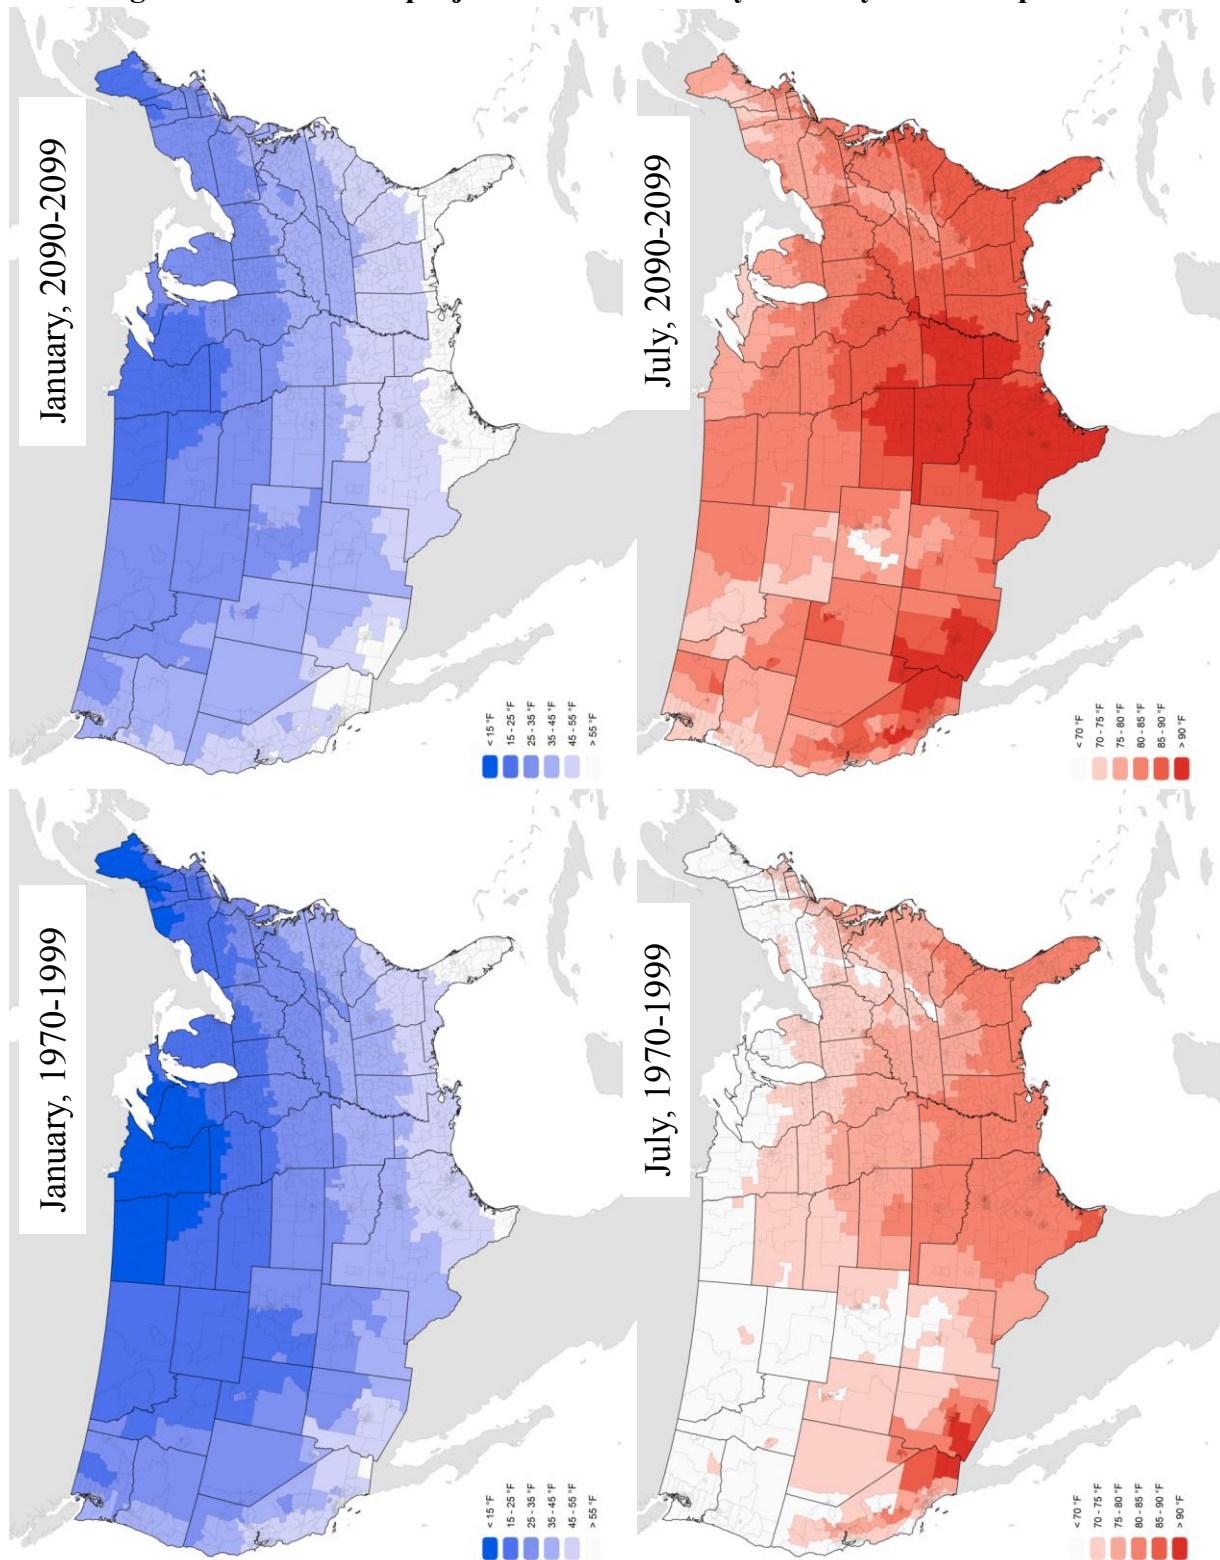 January, 1970-1999
< 15 °F
15 - 25 °F
25 - 35 °F
35 - 45 °F
45 - 55 °F
> 55 °F
January, 2090-2099
< 15 °F
15 - 25 °F
25 - 35 °F
35 - 45 °F
45 - 55 °F
> 55 °F
July, 1970-1999
< 70 °F
70 - 75 °F
75 - 80 °F
80 - 85 °F
85 - 90 °F
> 90 °F
July, 2090-2099
< 70 °F
70 - 75 °F
75 - 80 °F
80 - 85 °F
85 - 90 °F
> 90 °F